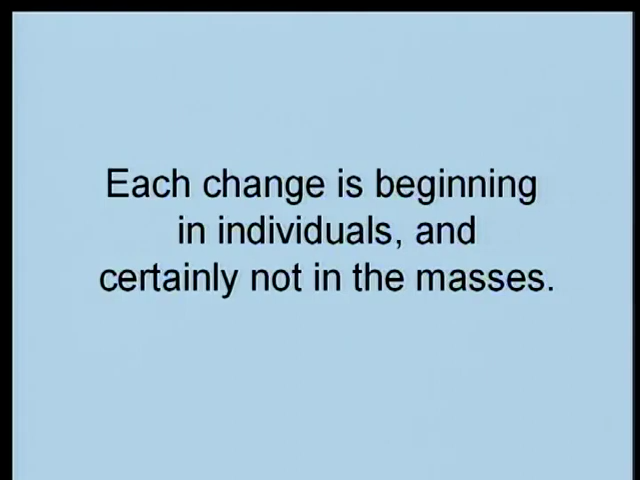 Each change is beginning
in individuals, and
certainly not in the masses.